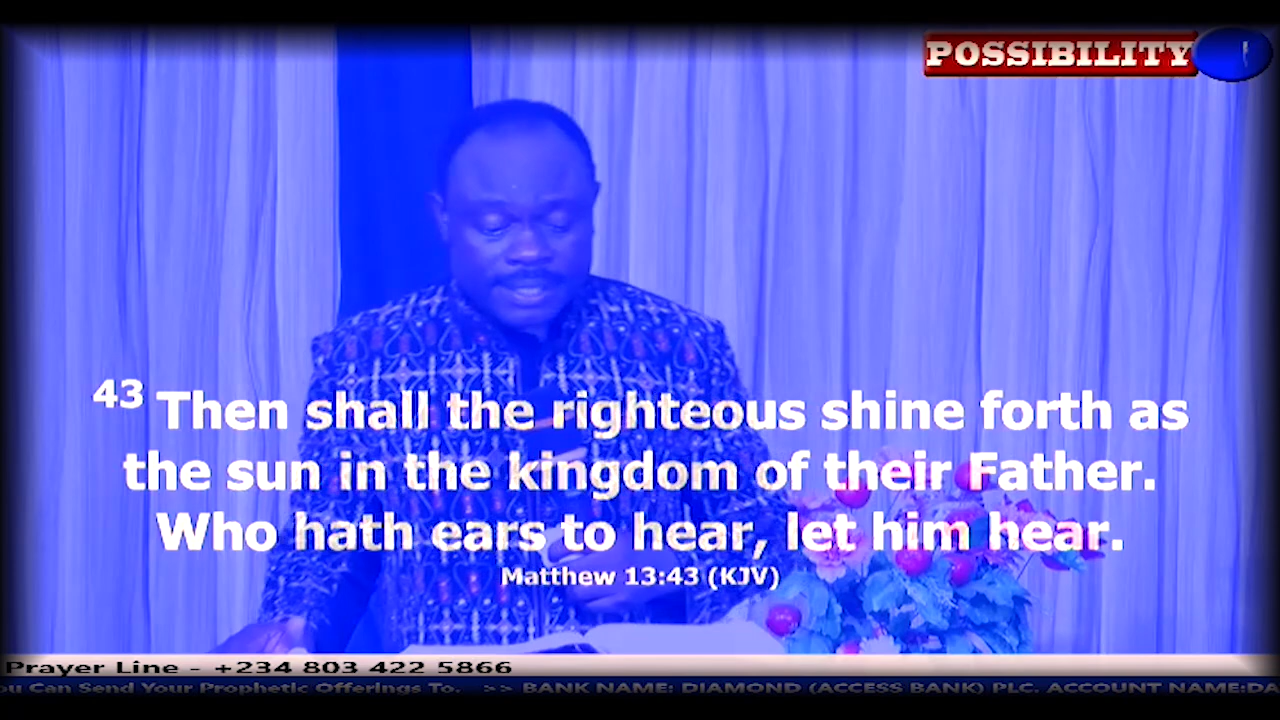 POSSIBILITY
43 Then shall the righteous shine forth as
the sun in the kingdom of their Father.
Who hath ears to hear, let him hear.
Matthew 13:43 (KJV)
Prayer Line - +234 803 422 5866
ou Can Send Your Prophetic Offerings To. >> BANK NAME: DIAMOND (ACCESS BANK) PLC. ACCOUNT NAME:DA